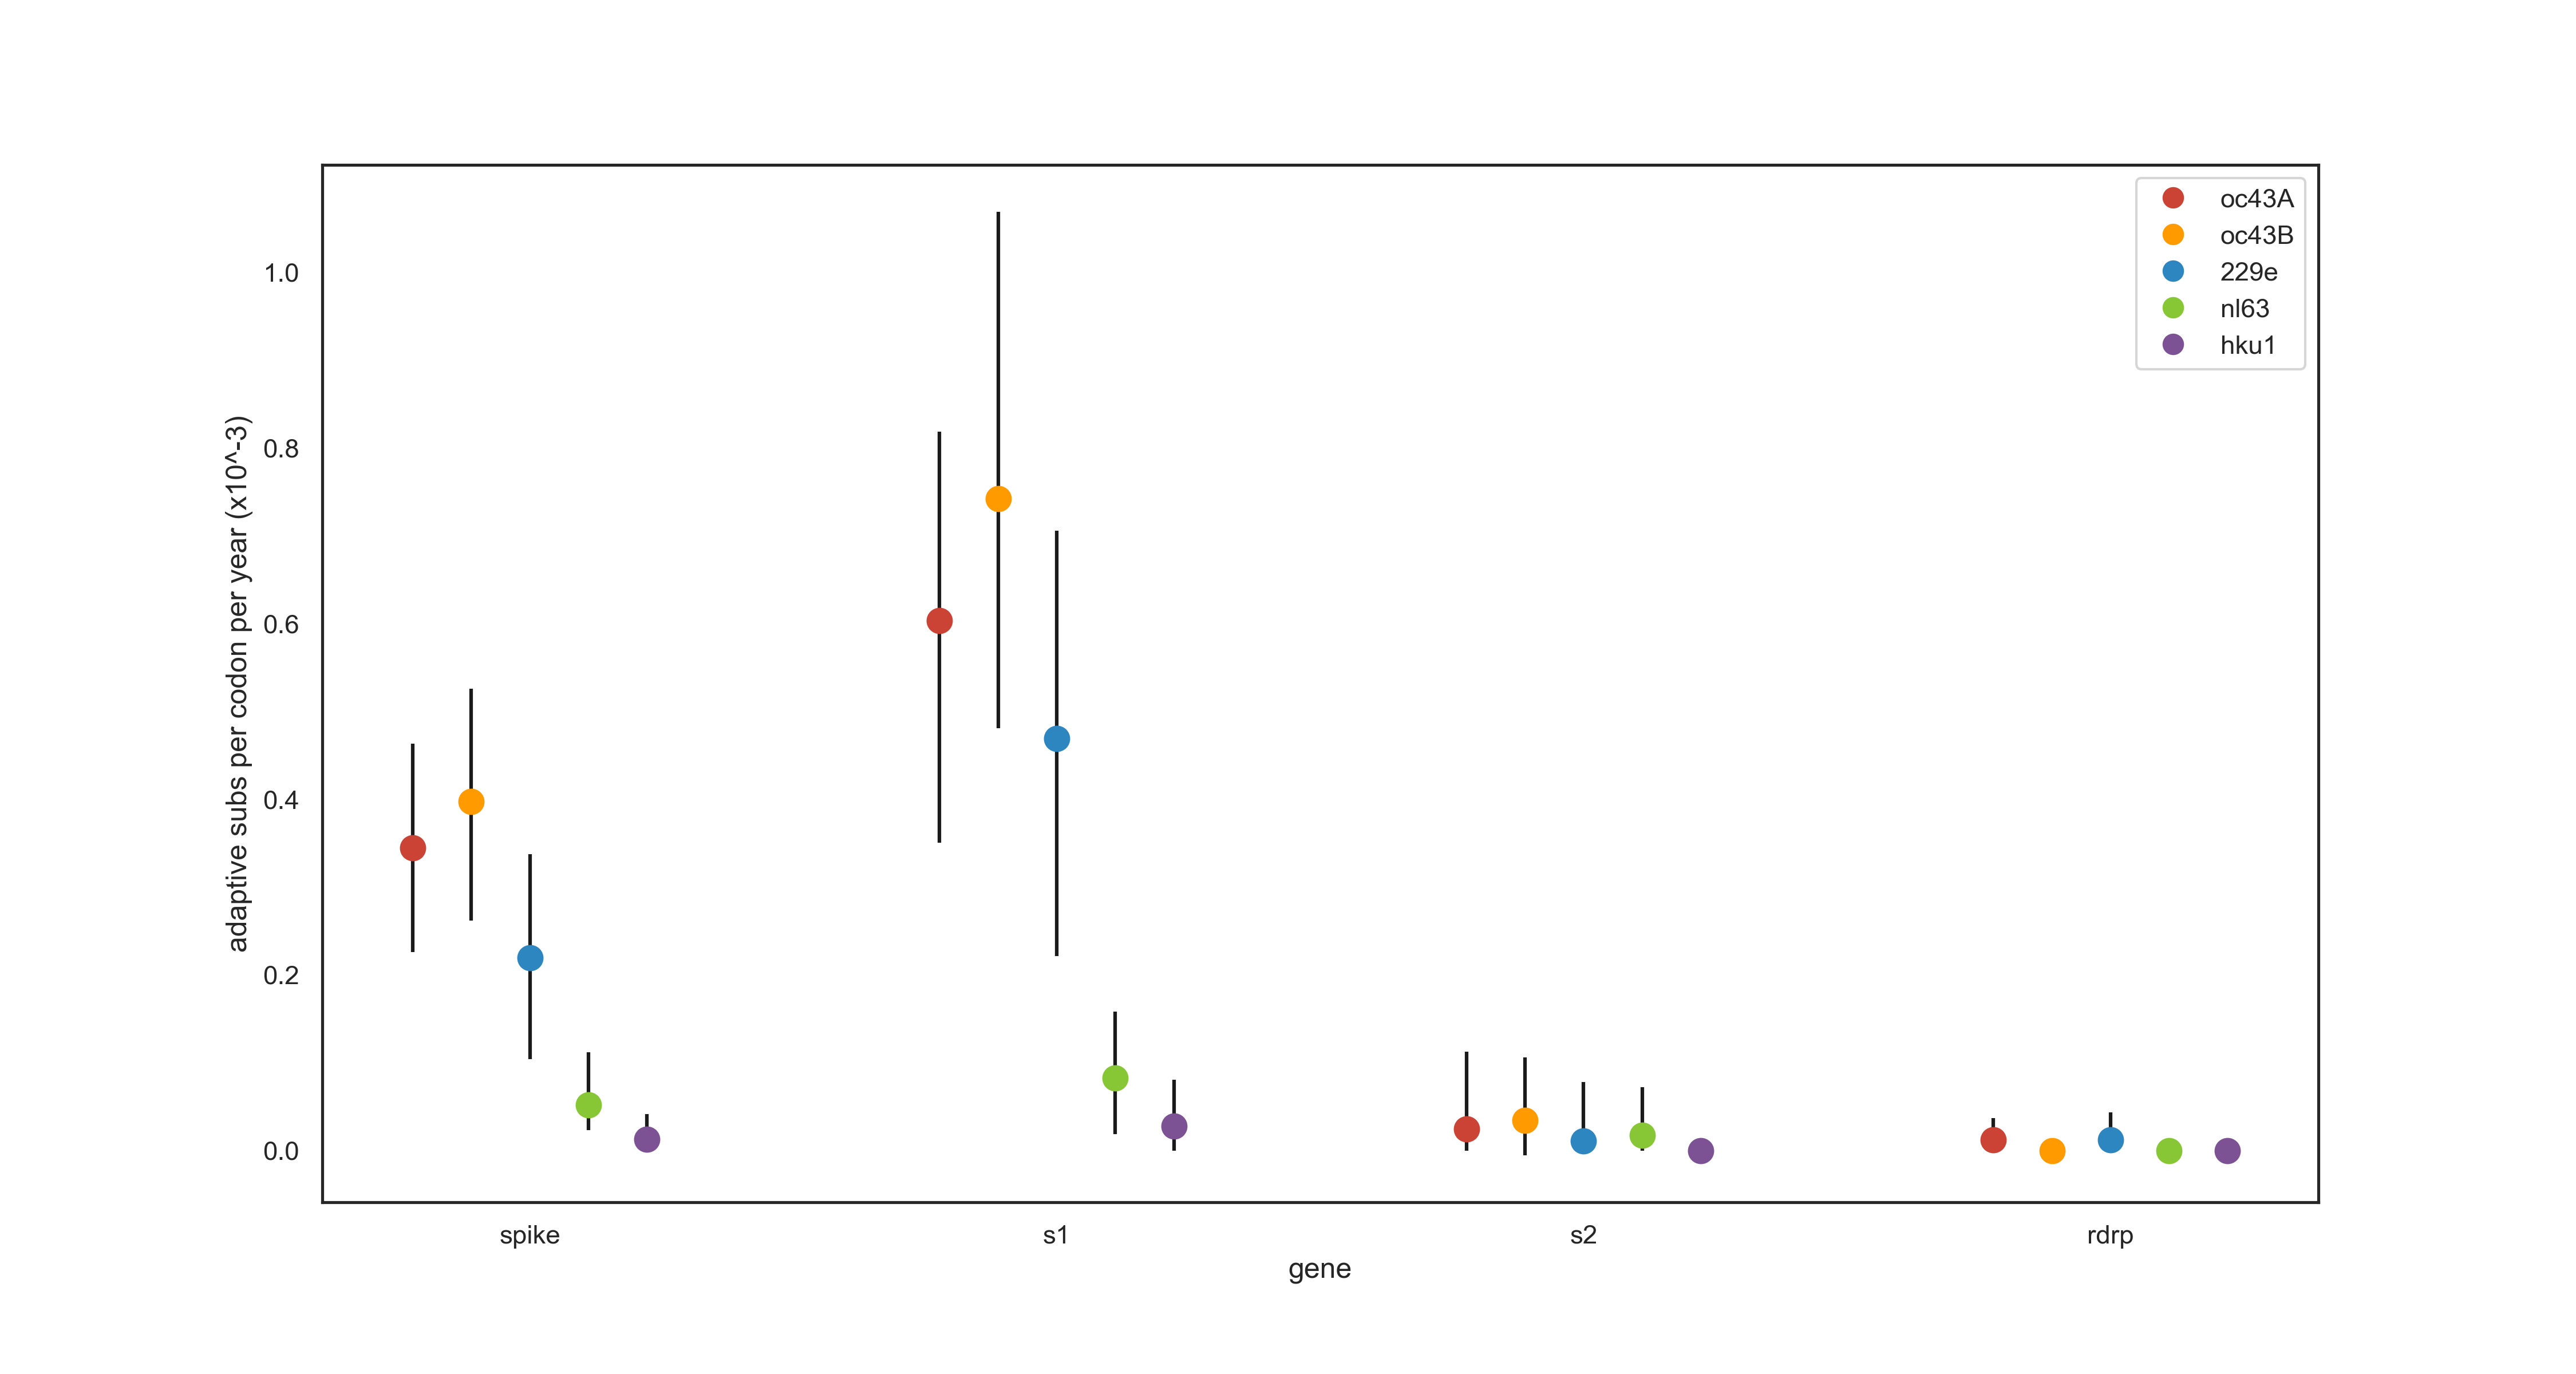 oc43A
oc43B
229e
nl63
hku1
adaptive subs per codon per year (x10^-3)
1.0
0.8
0.6
0.4
0.2
0.0
spike
s1
s2
rdrp
gene